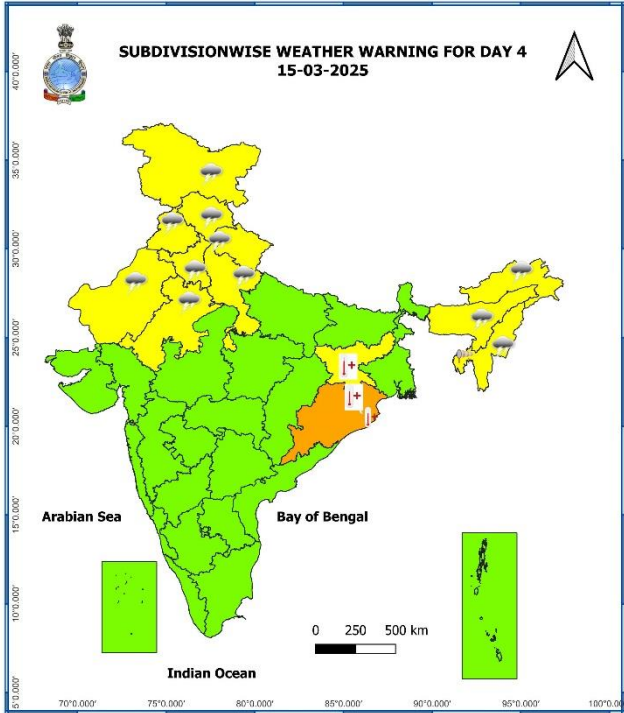 SUBDIVISIONWISE WEATHER WARNING FOR DAY 4
15-03-2025
40°0.000'
35°0.000'
30°0.000'
25°0.000'
20°0.000'
15°0.000'
10°0.000'
5°0.000'
Arabian Sea
Bay of Bengal
0 250 500 km
Indian Ocean
70°0.000' 75°0.000' 80°0.000' 85°0.000' 90°0.000' 95°0.000'